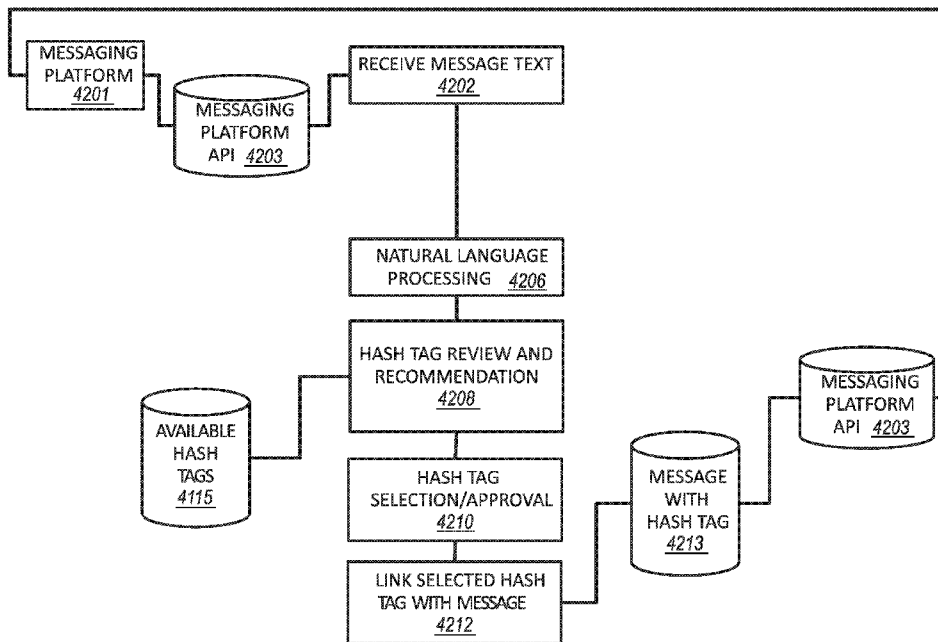 MESSAGING
PLATFORM
4201
MESSAGING
PLATFORM
API 4203
RECEIVE MESSAGE TEXT
4202
NATURAL LANGUAGE
PROCESSING 4206
HASH TAG REVIEW AND
RECOMMENDATION
4208
AVAILABLE
HASH
TAGS
4115
HASH TAG
SELECTION/APPROVAL
4210
LINK SELECTED HASH
TAG WITH MESSAGE
4212
MESSAGE
WITH
HASH TAG
4213
MESSAGING
PLATFORM
API 4203